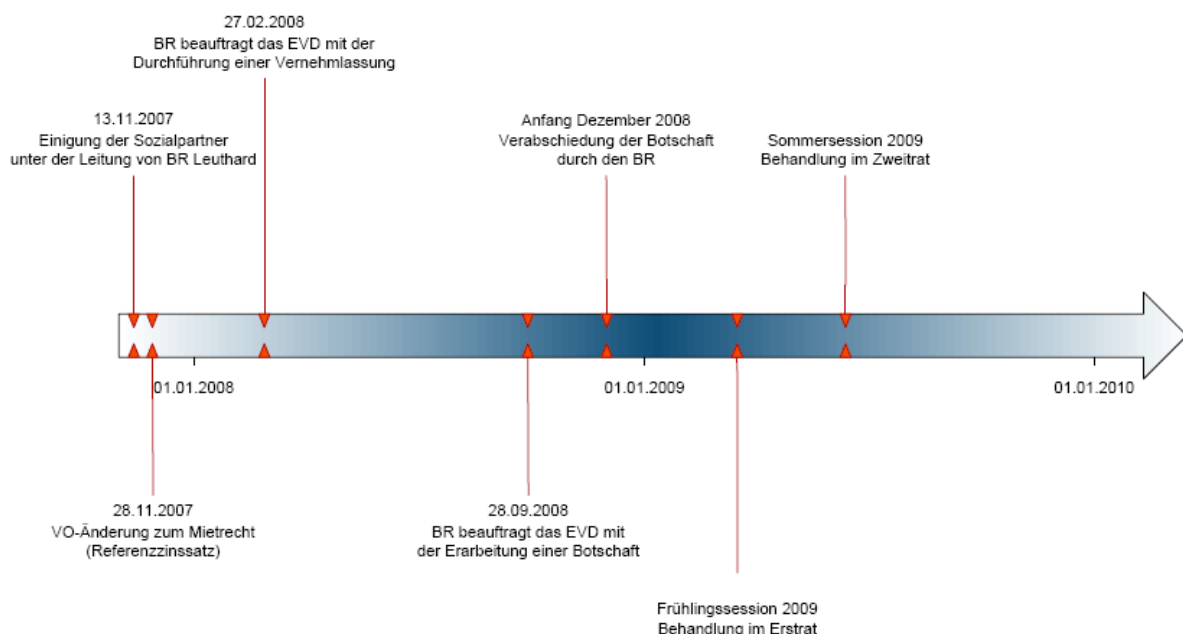 27.02.2008
BR beauftragt das EVD mit der
Durchführung einer Vernehmlassung
13.11.2007
Einigung der Sozialpartner
unter der Leitung von BR Leuthard
Anfang Dezember 2008
Verabschiedung der Botschaft
durch den BR
Sommersession 2009
Behandlung im Zweitrat
01.01.2008
01.01.2009
01.01.2010
28.11.2007
VO-Änderung zum Mietrecht
(Referenzzinssatz)
28.09.2008
BR beauftragt das EVD mit
der Erarbeitung einer Botschaft
Frühlingssession 2009
Behandlung im Erstrat